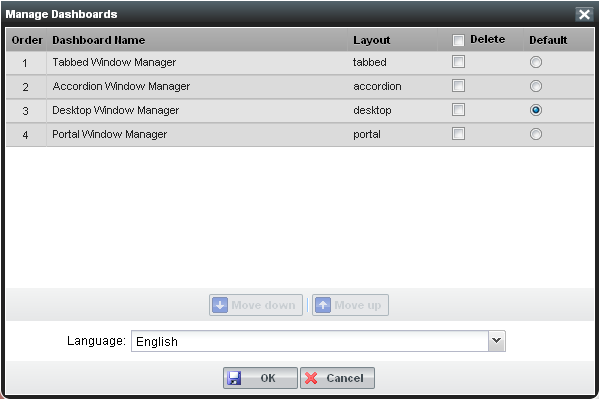 Manage Dashboards
Order Dashboard Name Layout Delete Default
1 Tabbed Window Manager tabbed
2 Accordion Window Manager accordion
3 Desktop Window Manager desktop
4 Portal Window Manager portal
Move down Move up
Language: English
OK Cancel